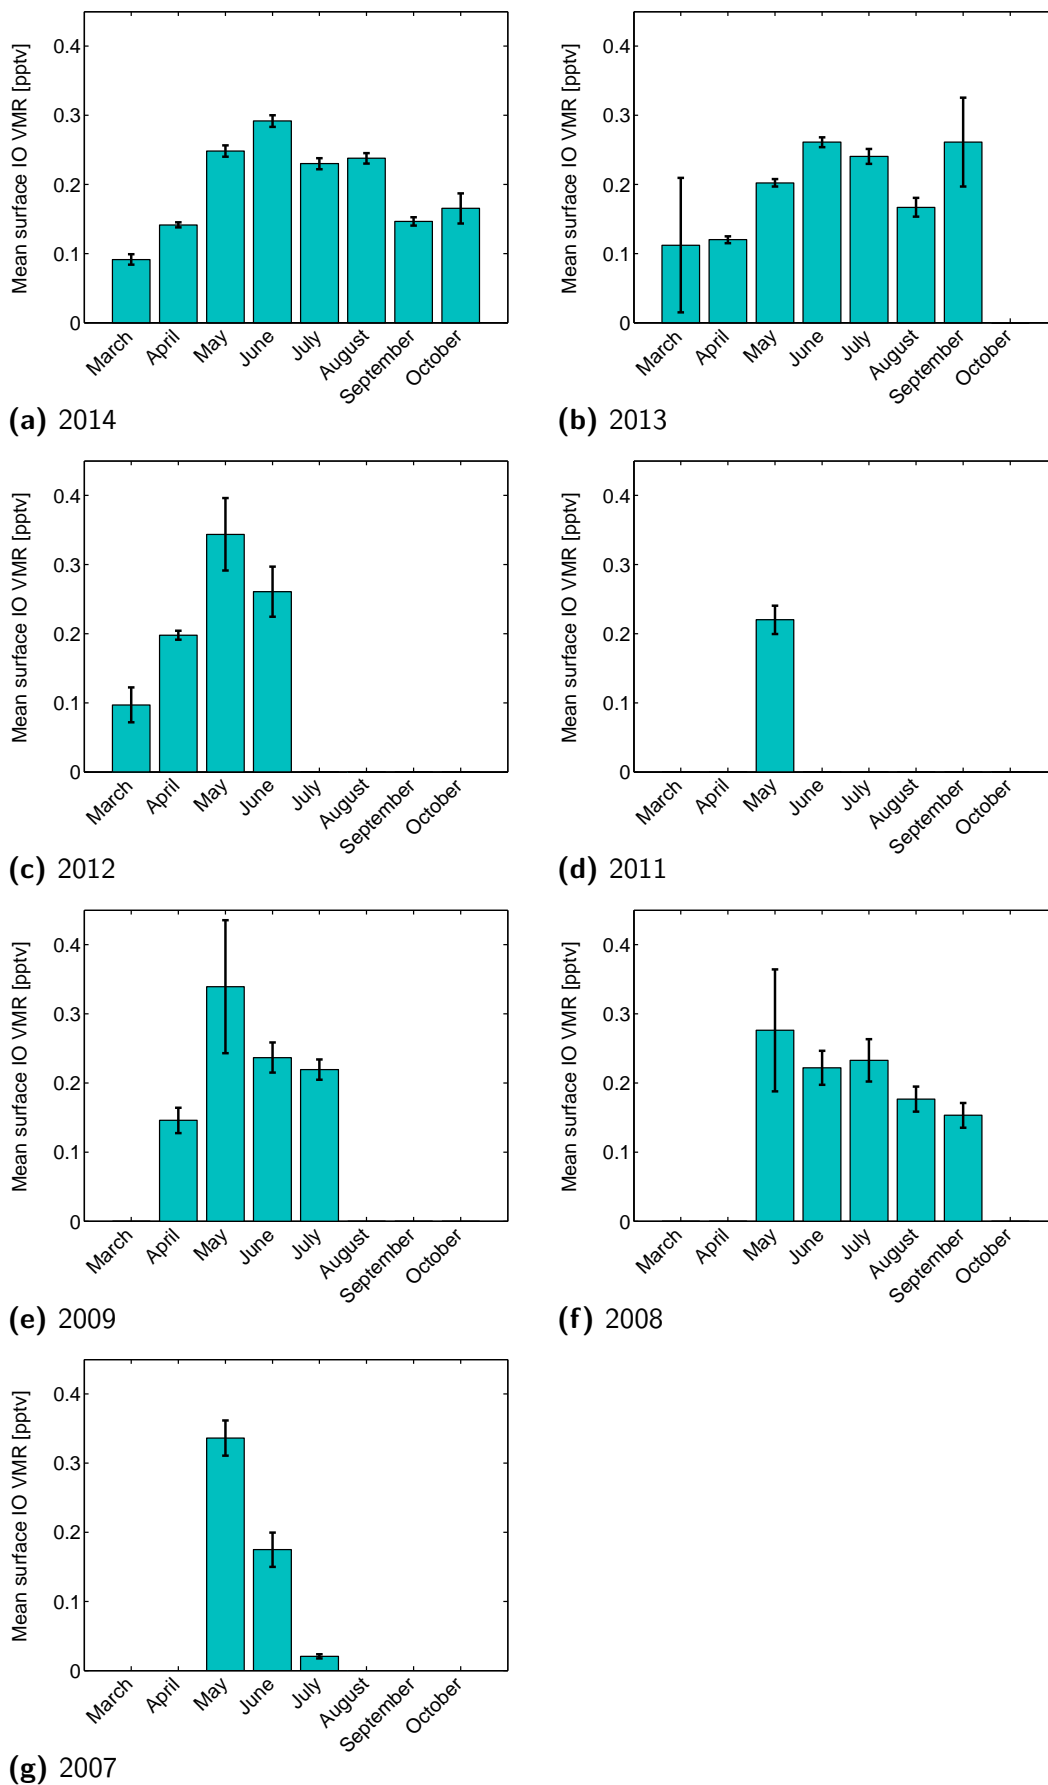 Mean surface IO VMR [pptv]
0.4
0.3
0.2
0.1
0
March
April
May
June
July
August
September
October
(a) 2014
Mean surface IO VMR [pptv]
0.4
0.3
0.2
0.1
0
March
April
May
June
July
August
September
October
(b) 2013
Mean surface IO VMR [pptv]
0.4
0.3
0.2
0.1
0
March
April
May
June
July
August
September
October
(c) 2012
Mean surface IO VMR [pptv]
0.4
0.3
0.2
0.1
0
March
April
May
June
July
August
September
October
(d) 2011
Mean surface IO VMR [pptv]
0.4
0.3
0.2
0.1
0
March
April
May
June
July
August
September
October
(e) 2009
Mean surface IO VMR [pptv]
0.4
0.3
0.2
0.1
0
March
April
May
June
July
August
September
October
(f) 2008
Mean surface IO VMR [pptv]
0.4
0.3
0.2
0.1
0
March
April
May
June
July
August
September
October
(g) 2007